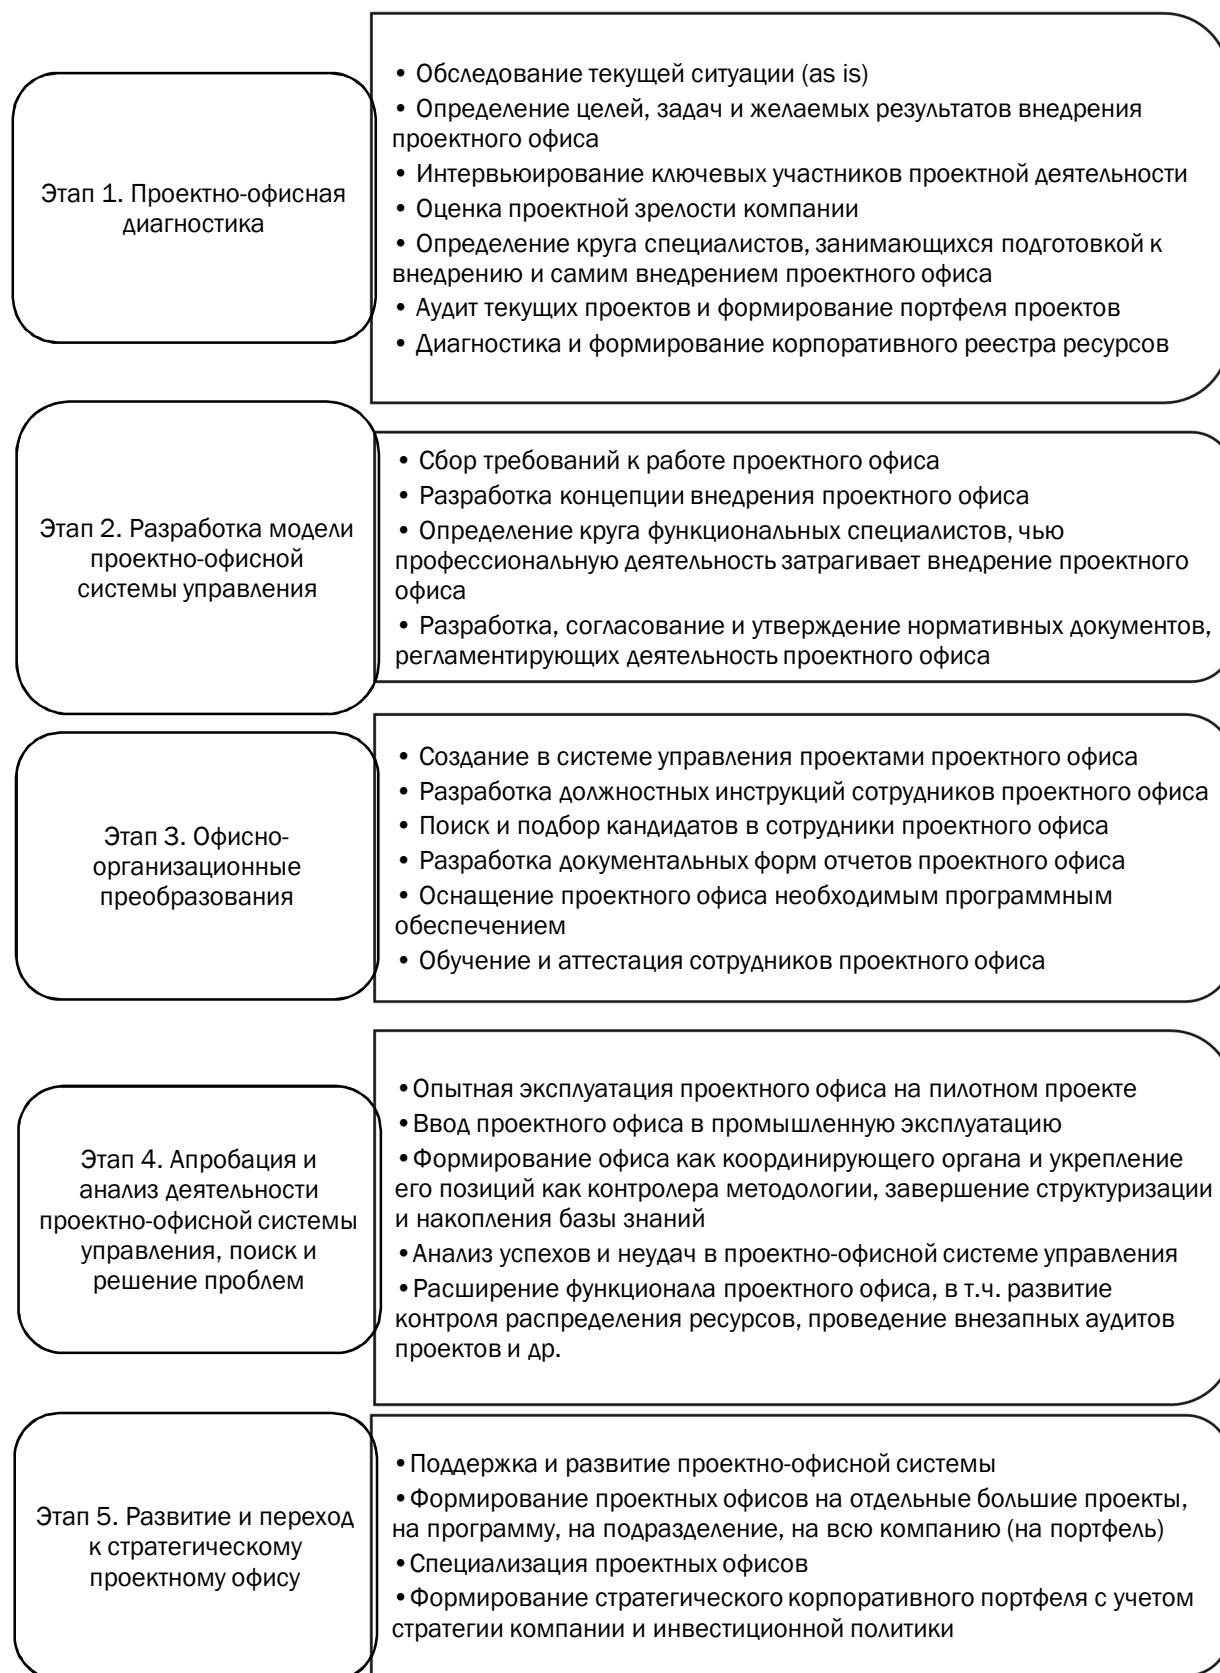 Этап 1. Проектно-офисная
диагностика
• Обследование текущей ситуации (as is)
• Определение целей, задач и желаемых результатов внедрения
проектного офиса
• Интервьюирование ключевых участников проектной деятельности
• Оценка проектной зрелости компании
• Определение круга специалистов, занимающихся подготовкой к
внедрению и самим внедрением проектного офиса
• Аудит текущих проектов и формирование портфеля проектов
• Диагностика и формирование корпоративного реестра ресурсов
Этап 2. Разработка модели
проектно-офисной
системы управления
• Сбор требований к работе проектного офиса
• Разработка концепции внедрения проектного офиса
• Определение круга функциональных специалистов, чью
профессиональную деятельность затрагивает внедрение проектного
офиса
• Разработка, согласование и утверждение нормативных документов,
регламентирующих деятельность проектного офиса
Этап 3. Офисно-
организационные
преобразования
• Создание в системе управления проектами проектного офиса
• Разработка должностных инструкций сотрудников проектного офиса
• Поиск и подбор кандидатов в сотрудники проектного офиса
• Разработка документальных форм отчетов проектного офиса
• Оснащение проектного офиса необходимым программным
обеспечением
• Обучение и аттестация сотрудников проектного офиса
Этап 4. Апробация и
анализ деятельности
проектно-офисной системы
управления, поиск и
решение проблем
•Опытная эксплуатация проектного офиса на пилотном проекте
•Ввод проектного офиса в промышленную эксплуатацию
•Формирование офиса как координирующего органа и укрепление
его позиций как контролера методологии, завершение структуризации
и накопления базы знаний
•Анализ успехов и неудач в проектно-офисной системе управления
•Расширение функционала проектного офиса, в т.ч. развитие
контроля распределения ресурсов, проведение внезапных аудитов
проектов и др.
Этап 5. Развитие и переход
к стратегическому
проектному офису
•Поддержка и развитие проектно-офисной системы
•Формирование проектных офисов на отдельные большие проекты,
на программу, на подразделение, на всю компанию (на портфель)
•Специализация проектных офисов
•Формирование стратегического корпоративного портфеля с учетом
стратегии компании и инвестиционной политики